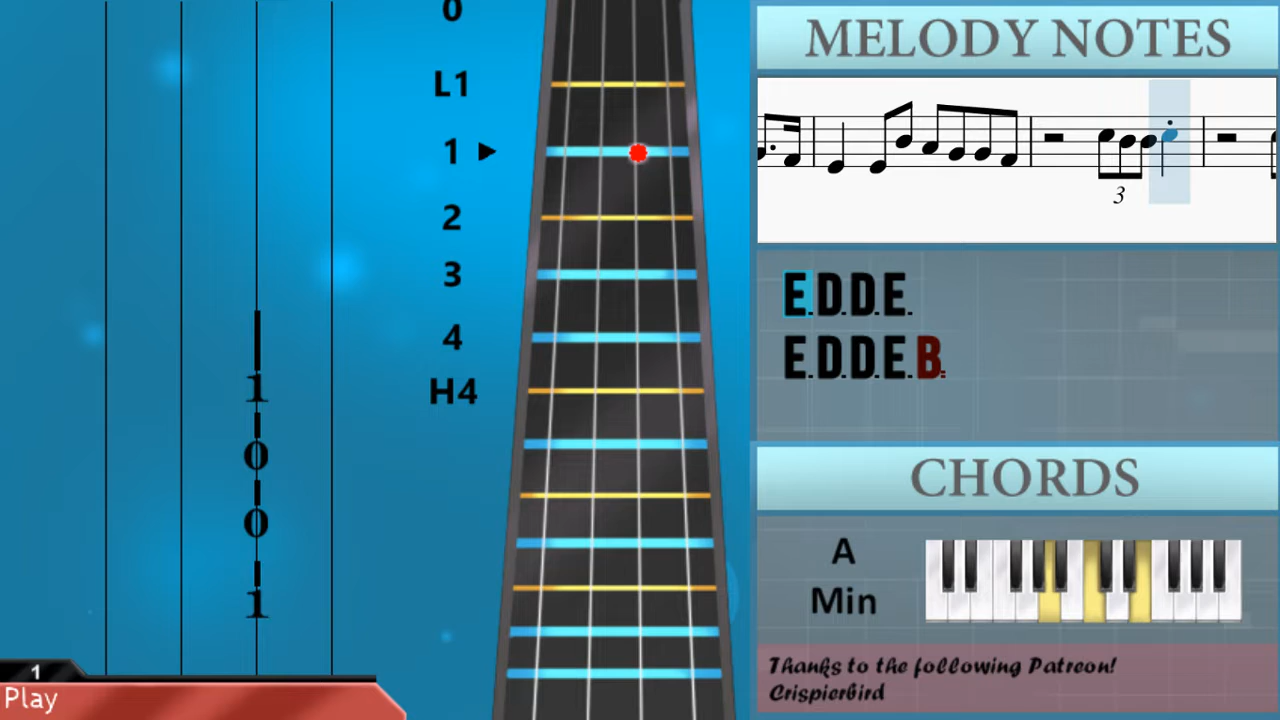 0
L1
1
2
3
4
H4
1
0
0
1
1
Play
MELODY NOTES
3
E.D.D.E.
E.D.D.E.B.
CHORDS
A
Min
Thanks to the following Patreon!
Crispierbird